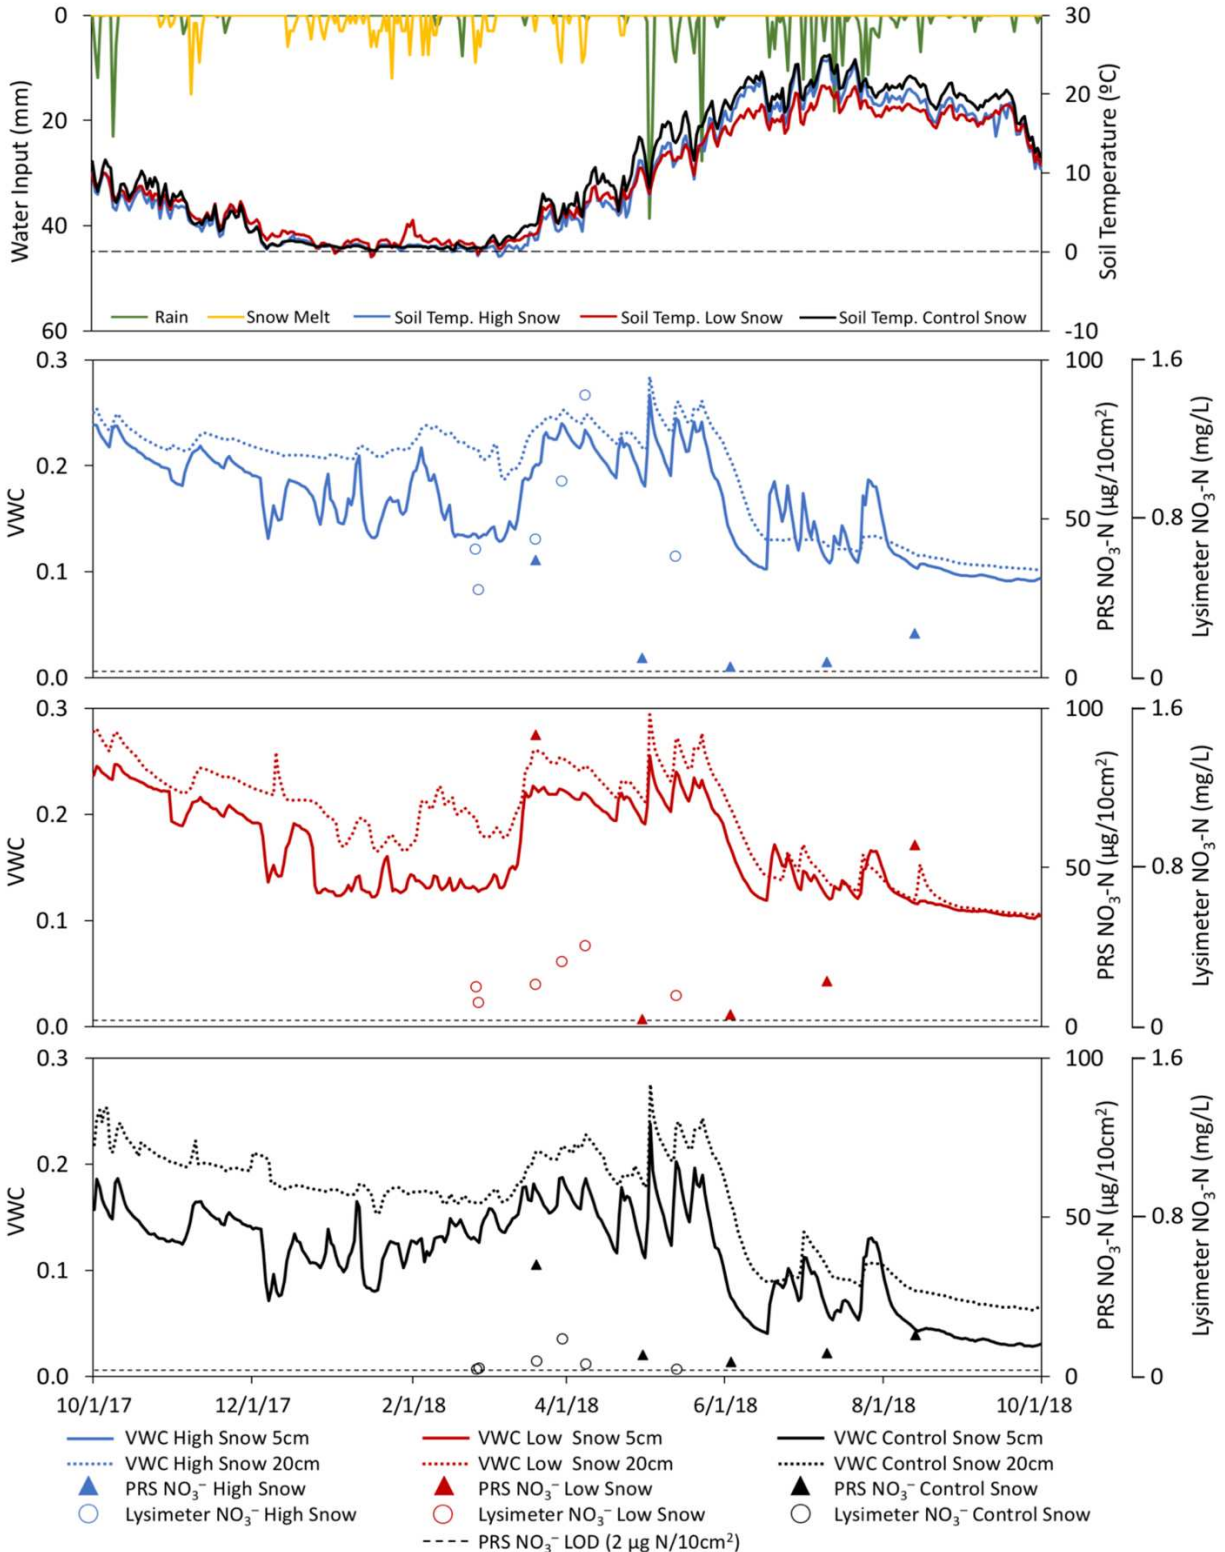 0
20
40
60
Water Input (mm)
30
20
10
0
-10
Soil Temperature (ºC)
Rain
Snow Melt
Soil Temp. High Snow
Soil Temp. Low Snow
Soil Temp. Control Snow
0.3
0.2
0.1
0.0
VWC
100
50
0
PRS NO₃-N (µg/10cm²)
1.6
0.8
0
Lysimeter NO₃-N (mg/L)
0.3
0.2
0.1
0.0
VWC
100
50
0
PRS NO₃-N (µg/10cm²)
1.6
0.8
0
Lysimeter NO₃-N (mg/L)
0.3
0.2
0.1
0.0
VWC
100
50
0
PRS NO₃-N (µg/10cm²)
1.6
0.8
0
Lysimeter NO₃-N (mg/L)
10/1/17 12/1/17 2/1/18 4/1/18 6/1/18 8/1/18 10/1/18
VWC High Snow 5cm
VWC Low Snow 5cm
VWC Control Snow 5cm
VWC High Snow 20cm
VWC Low Snow 20cm
VWC Control Snow 20cm
PRS NO₃⁻ High Snow
PRS NO₃⁻ Low Snow
PRS NO₃⁻ Control Snow
Lysimeter NO₃⁻ High Snow
Lysimeter NO₃⁻ Low Snow
Lysimeter NO₃⁻ Control Snow
PRS NO₃⁻ LOD (2 µg N/10cm²)